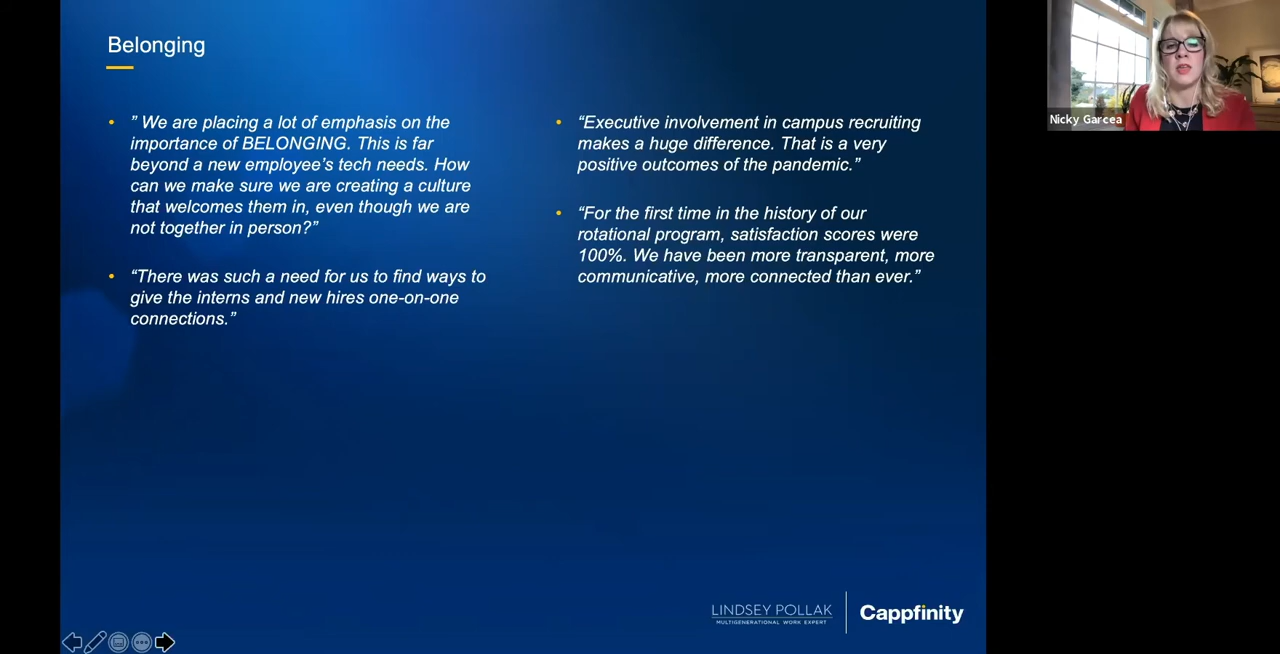 Belonging
• ” We are placing a lot of emphasis on the
importance of BELONGING. This is far
beyond a new employee’s tech needs. How
can we make sure we are creating a culture
that welcomes them in, even though we are
not together in person?”
• “There was such a need for us to find ways to
give the interns and new hires one-on-one
connections.”
• “Executive involvement in campus recruiting
makes a huge difference. That is a very
positive outcomes of the pandemic.”
• “For the first time in the history of our
rotational program, satisfaction scores were
100%. We have been more transparent, more
communicative, more connected than ever.”
Nicky Garcea
LINDSEY POLLAK
MULTIGENERATIONAL WORK EXPERT
Cappfinity